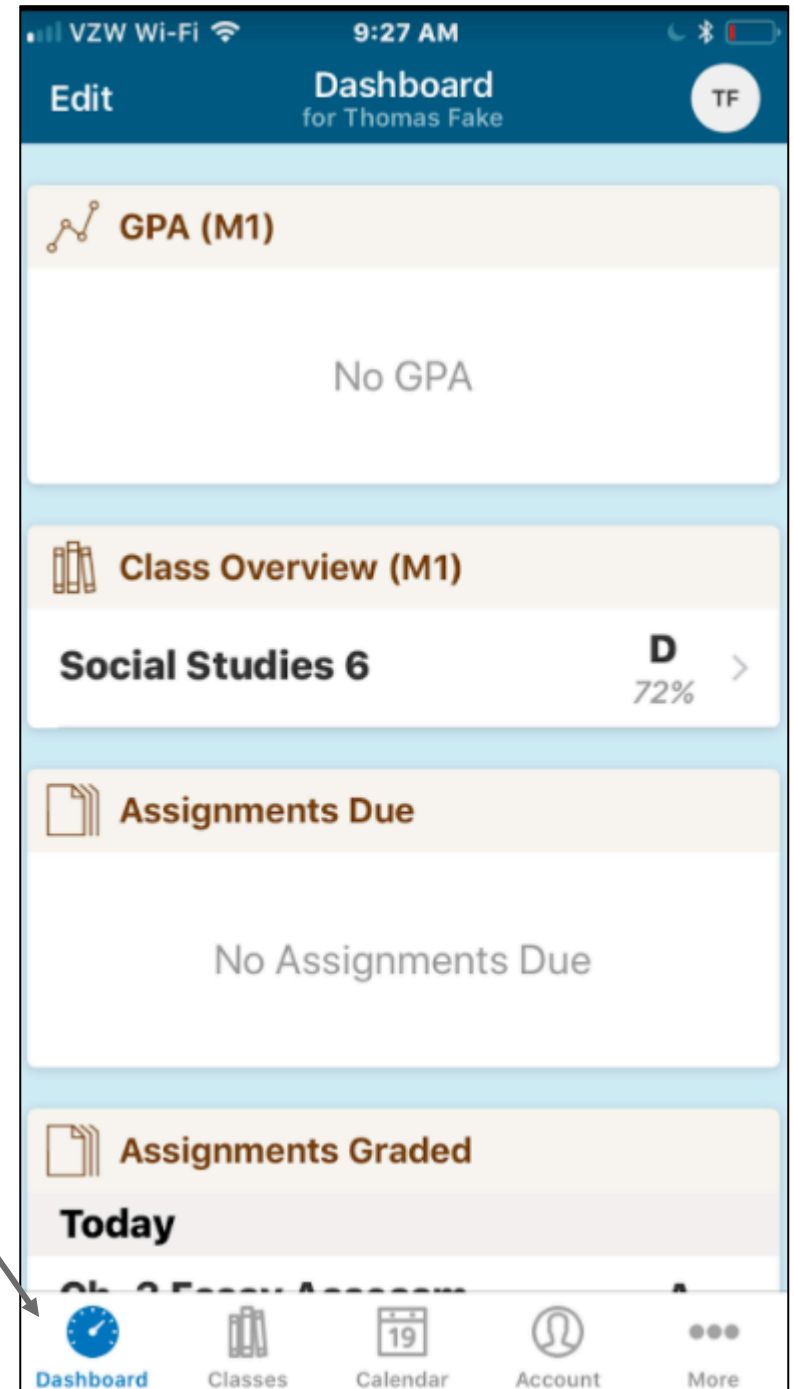 VZW Wi-Fi 9:27 AM
Edit Dashboard TF
for Thomas Fake
GPA (M1)
No GPA
Class Overview (M1)
Social Studies 6 D
72%
Assignments Due
No Assignments Due
Assignments Graded
Today
19
Dashboard Classes Calendar Account More